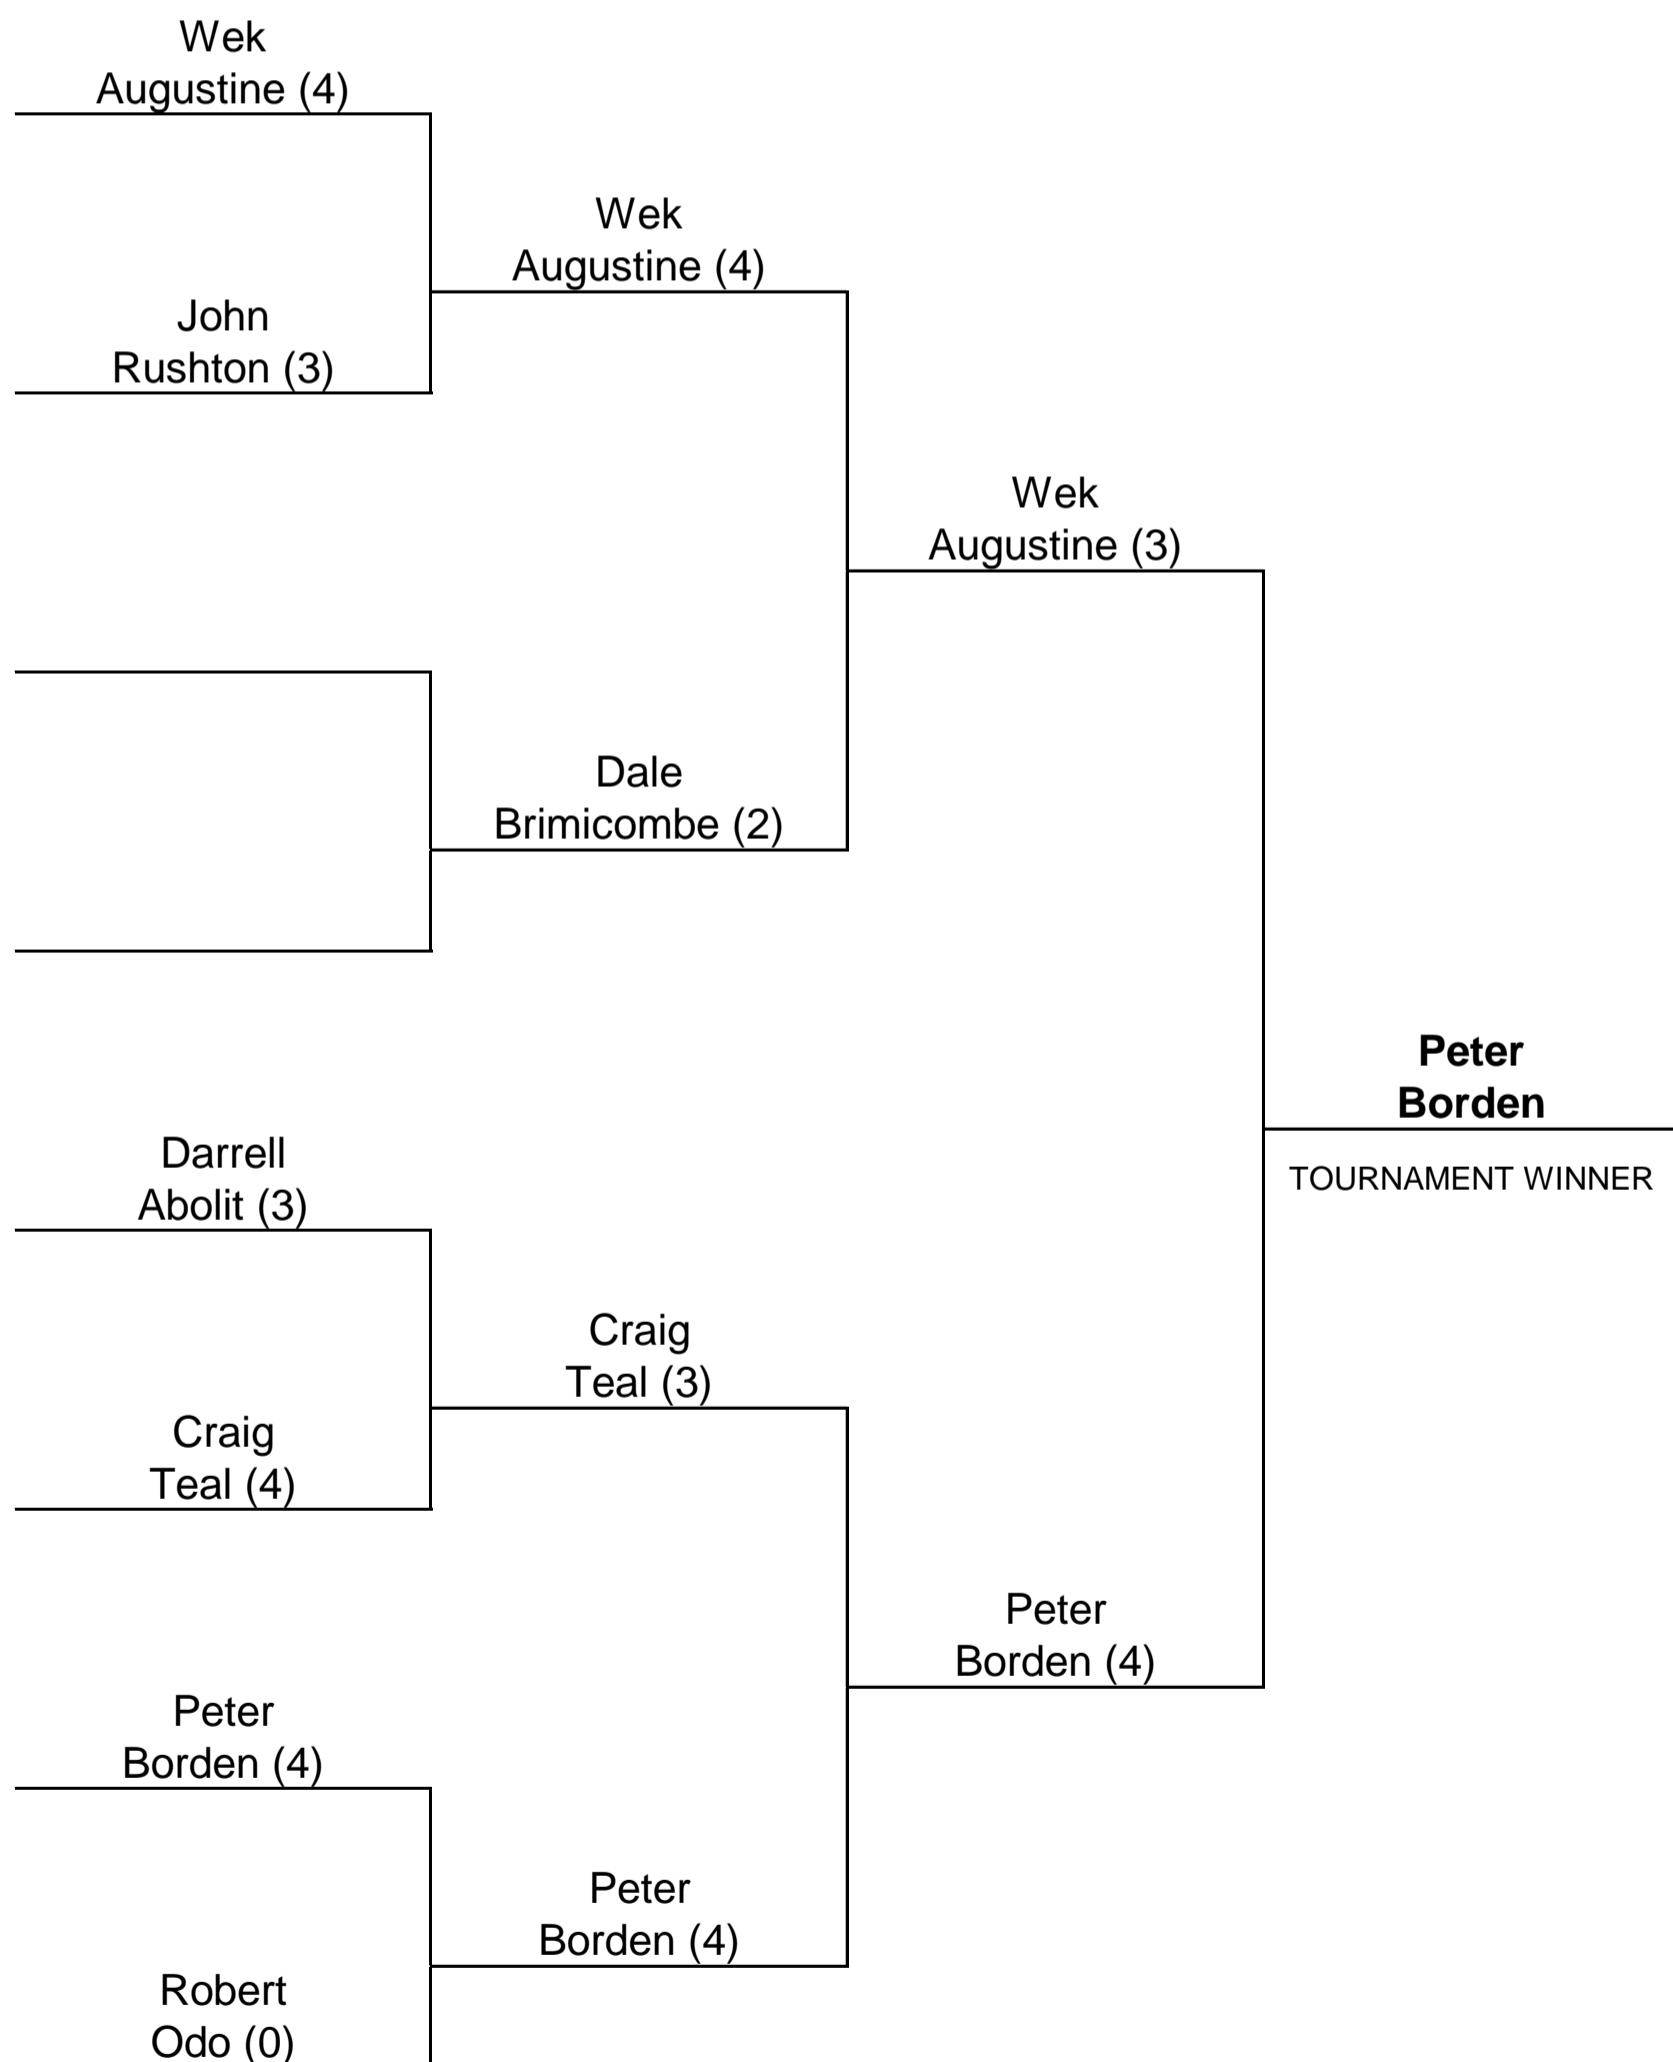 Wek
Augustine (4)
Wek
Augustine (4)
John
Rushton (3)
Wek
Augustine (3)
Dale
Brimicombe (2)
Peter
Borden
TOURNAMENT WINNER
Darrell
Abolit (3)
Craig
Teal (3)
Craig
Teal (4)
Peter
Borden (4)
Peter
Borden (4)
Peter
Borden (4)
Robert
Odo (0)